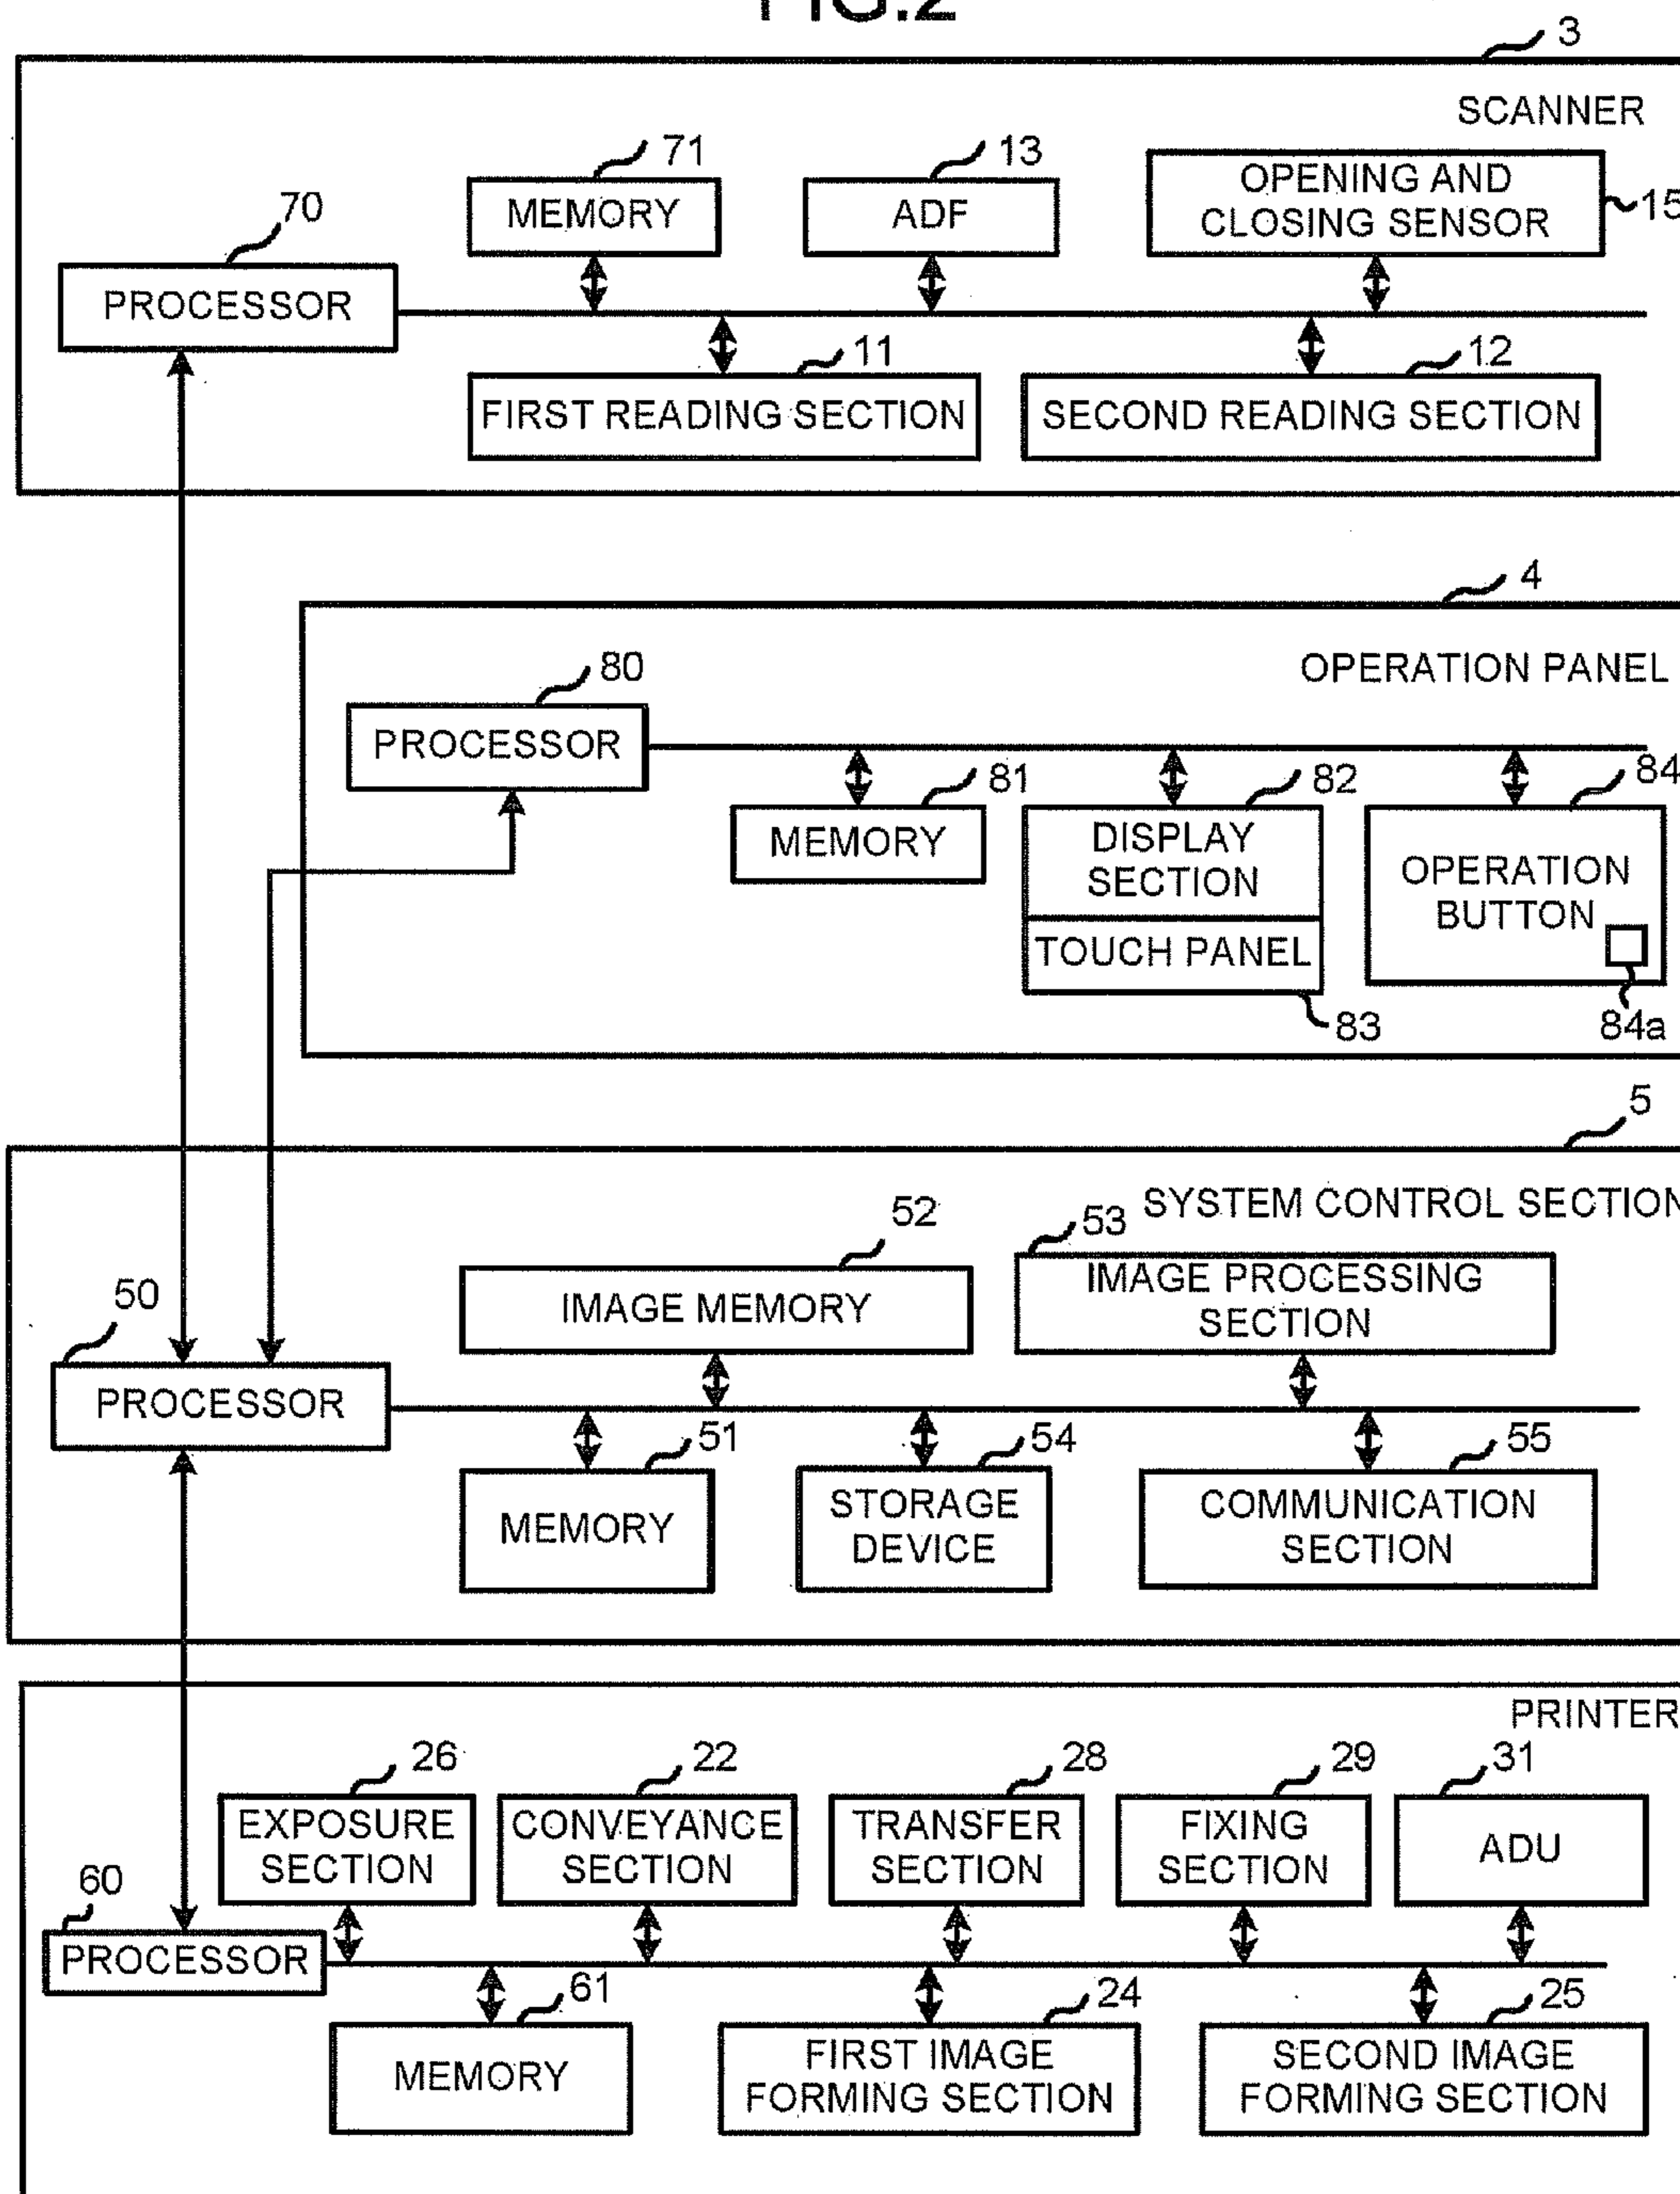 FIG.2
3
SCANNER
71
13
OPENING AND
CLOSING SENSOR
15
MEMORY
ADF
70
PROCESSOR
11
12
FIRST READING SECTION
SECOND READING SECTION
4
OPERATION PANEL
80
PROCESSOR
81
82
84
MEMORY
DISPLAY
SECTION
OPERATION
BUTTON
TOUCH PANEL
83
84a
5
SYSTEM CONTROL SECTION
52
53
IMAGE MEMORY
IMAGE PROCESSING
SECTION
50
PROCESSOR
51
54
55
MEMORY
STORAGE
DEVICE
COMMUNICATION
SECTION
PRINTER
26
22
28
29
31
EXPOSURE
SECTION
CONVEYANCE
SECTION
TRANSFER
SECTION
FIXING
SECTION
ADU
60
PROCESSOR
61
24
25
MEMORY
FIRST IMAGE
FORMING SECTION
SECOND IMAGE
FORMING SECTION